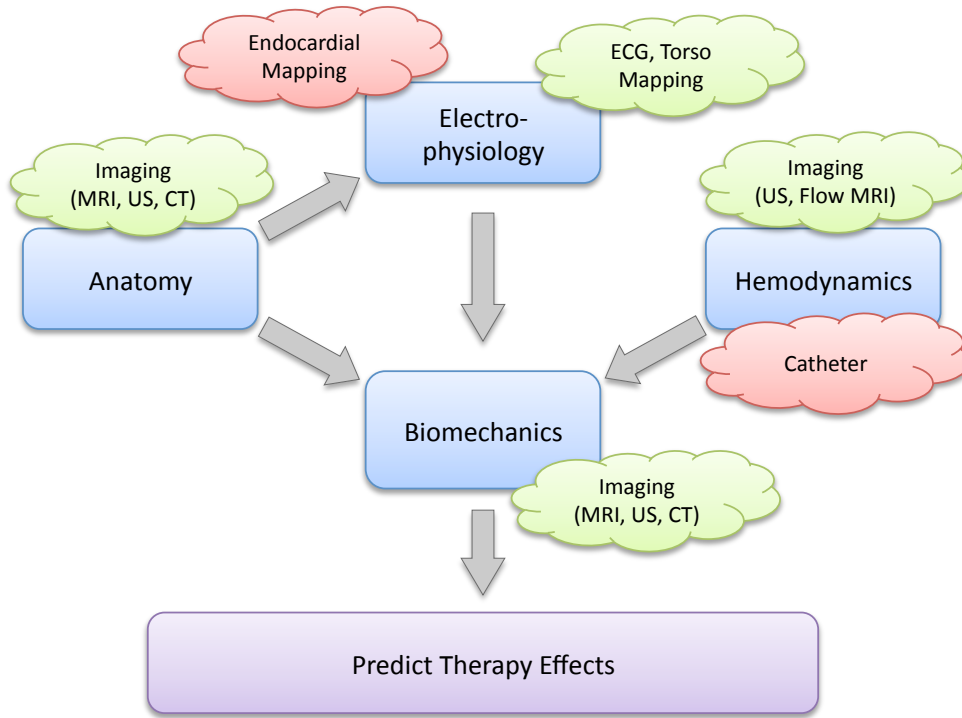 Endocardial
Mapping
ECG, Torso
Mapping
Electro-
physiology
Imaging
(MRI, US, CT)
Anatomy
Imaging
(US, Flow MRI)
Hemodynamics
Catheter
Biomechanics
Imaging
(MRI, US, CT)
Predict Therapy Effects